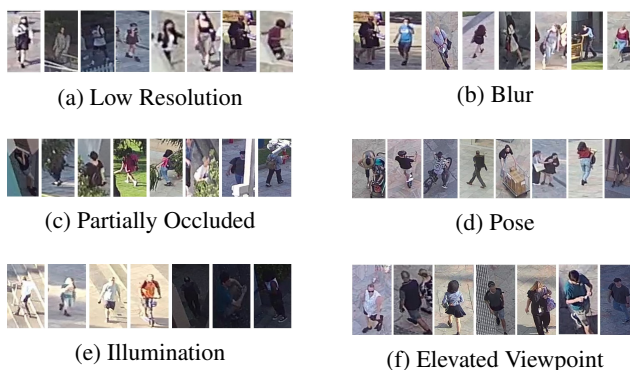 (a) Low Resolution
(b) Blur
(c) Partially Occluded
(d) Pose
(e) Illumination
(f) Elevated Viewpoint